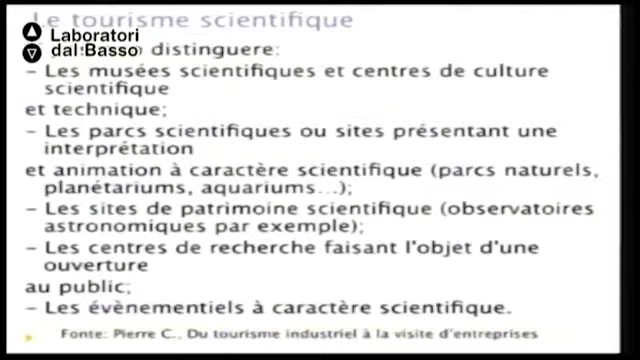 Le tourisme scientifique
Laboratori
dal Basso
distinguere:
– Les musées scientifiques et centres de culture
scientifique
et technique;
– Les parcs scientifiques ou sites présentant une
interprétation
et animation à caractère scientifique (parcs naturels,
planétariums, aquariums...);
– Les sites de patrimoine scientifique (observatoires
astronomiques par exemple);
– Les centres de recherche faisant l'objet d'une
ouverture
au public;
– Les évènementiels à caractère scientifique.
Fonte: Pierre C., Du tourisme industriel à la visite d'entreprises